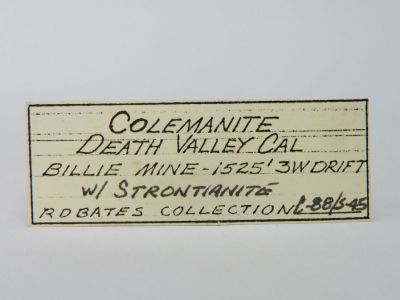 COLEMANITE
DEATH VALLEY CAL
BILLIE MINE - 1525' 3W DRIFT
W/ STRONTIANITE
RDBATES COLLECTION L-88/S-45